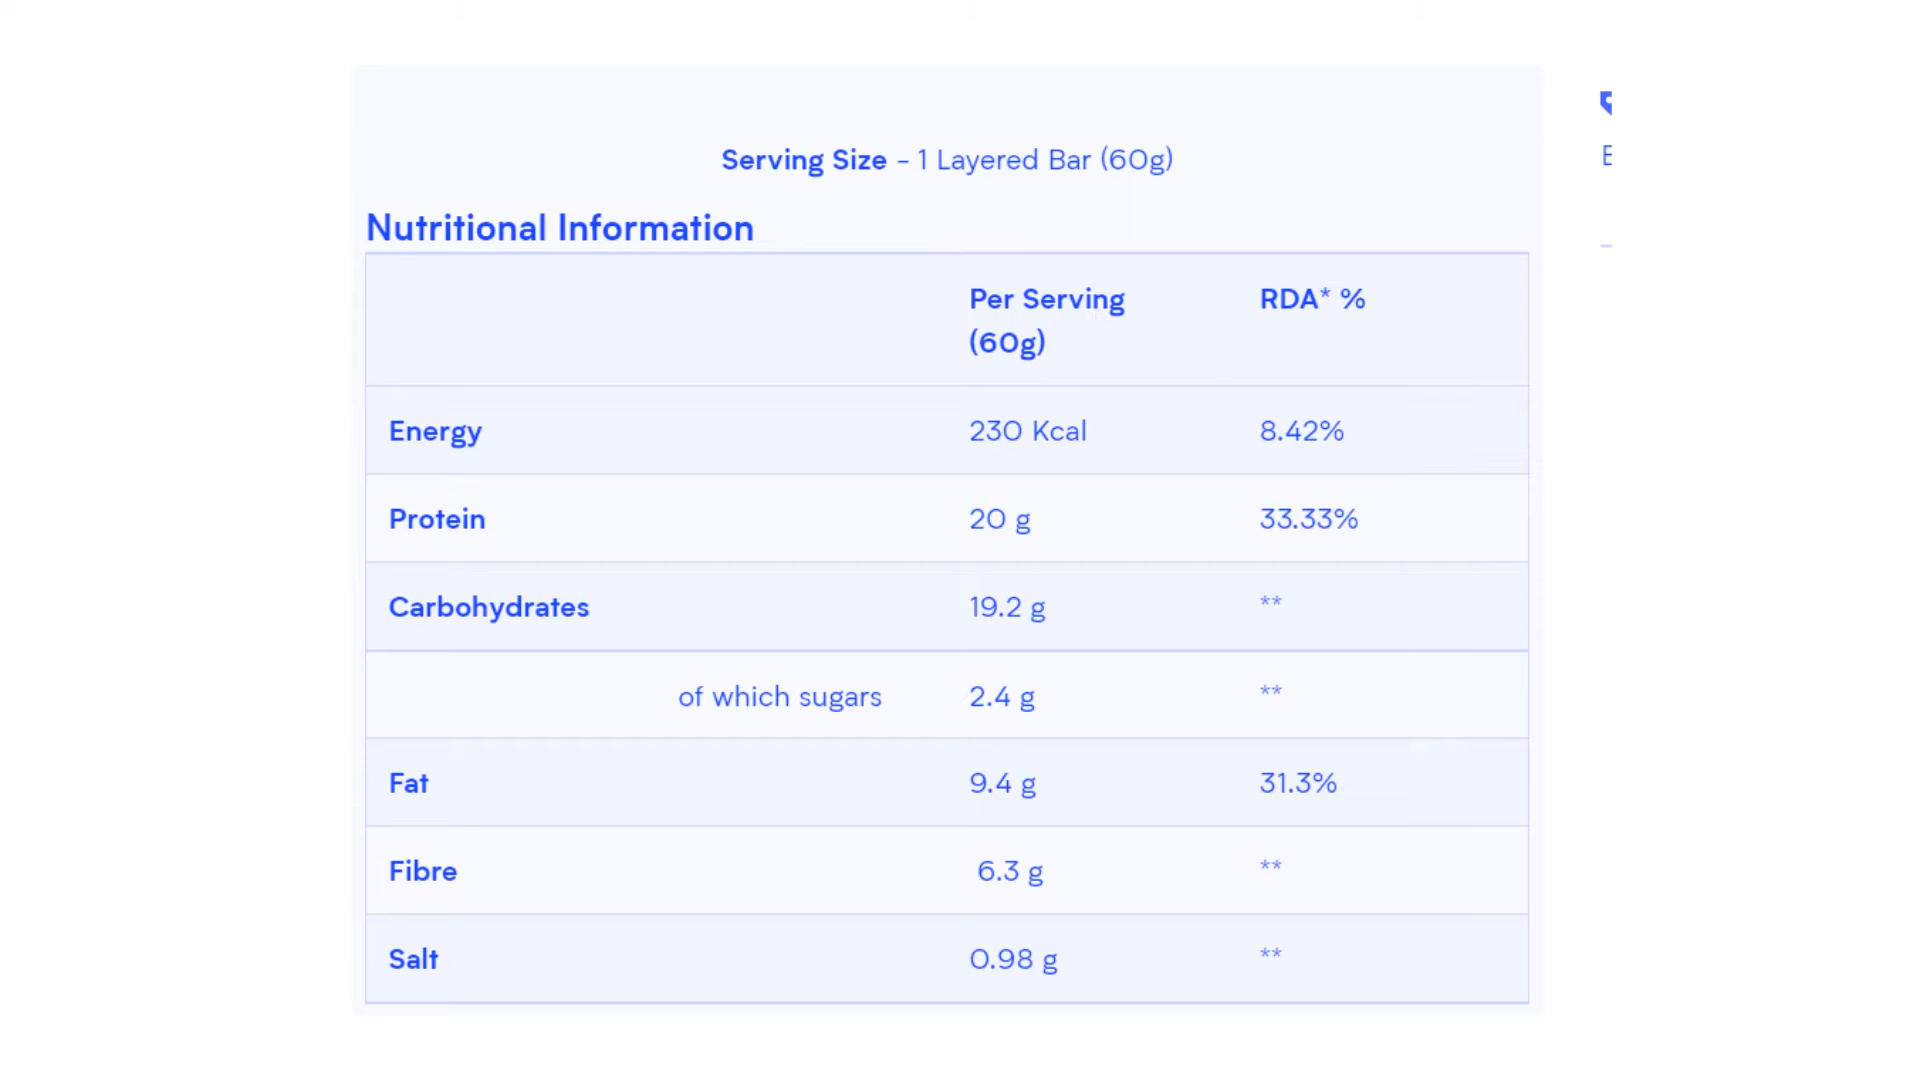 Serving Size - 1 Layered Bar (60g)
Nutritional Information
Per Serving (60g) RDA* %
Energy 230 Kcal 8.42%
Protein 20 g 33.33%
Carbohydrates 19.2 g **
of which sugars 2.4 g **
Fat 9.4 g 31.3%
Fibre 6.3 g **
Salt 0.98 g **